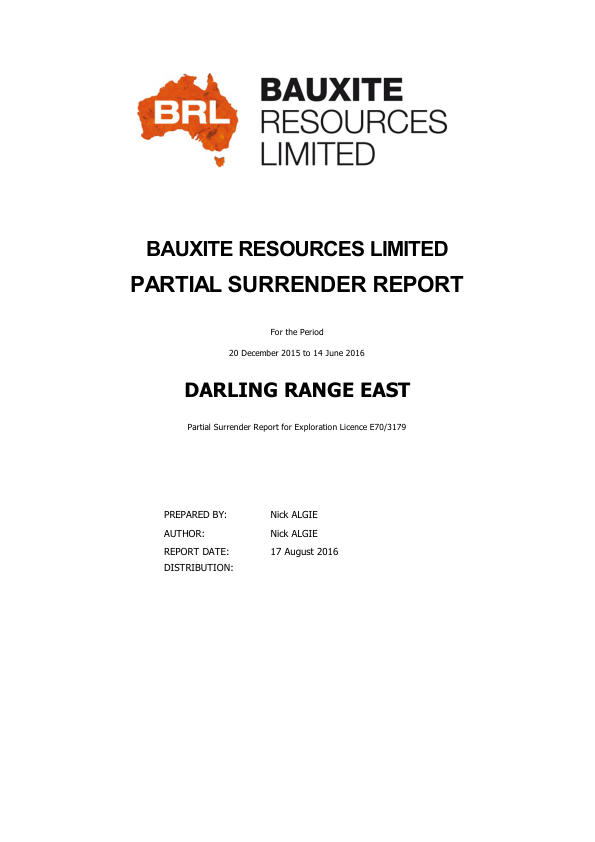 BRL
BAUXITE
RESOURCES
LIMITED
BAUXITE RESOURCES LIMITED
PARTIAL SURRENDER REPORT
For the Period
20 December 2015 to 14 June 2016
DARLING RANGE EAST
Partial Surrender Report for Exploration Licence E70/3179
PREPARED BY: Nick ALGIE
AUTHOR: Nick ALGIE
REPORT DATE: 17 August 2016
DISTRIBUTION: